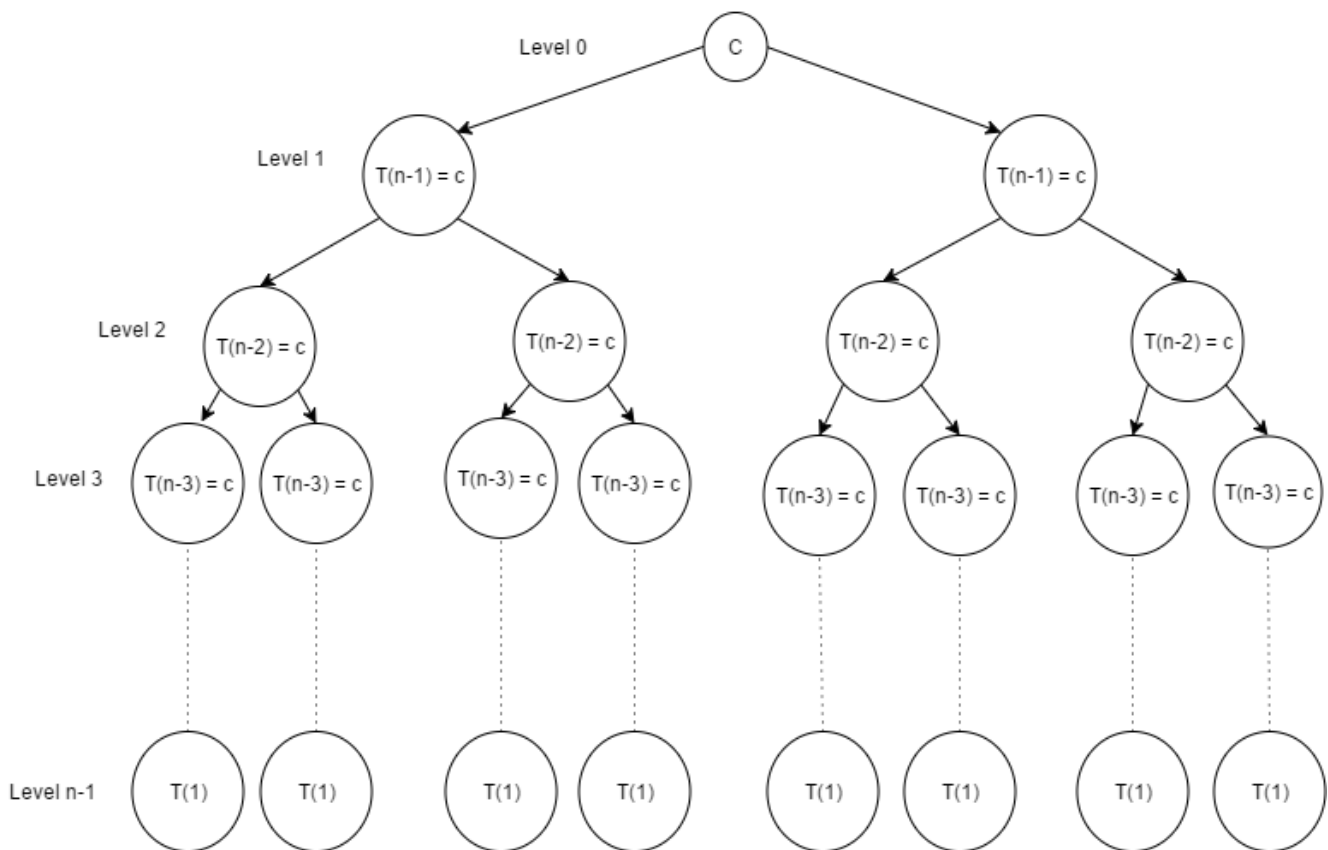 Level 0
C
Level 1
T(n-1) = c
T(n-1) = c
Level 2
T(n-2) = c
T(n-2) = c
T(n-2) = c
T(n-2) = c
Level 3
T(n-3) = c
T(n-3) = c
T(n-3) = c
T(n-3) = c
T(n-3) = c
T(n-3) = c
T(n-3) = c
T(n-3) = c
Level n-1
T(1)
T(1)
T(1)
T(1)
T(1)
T(1)
T(1)
T(1)